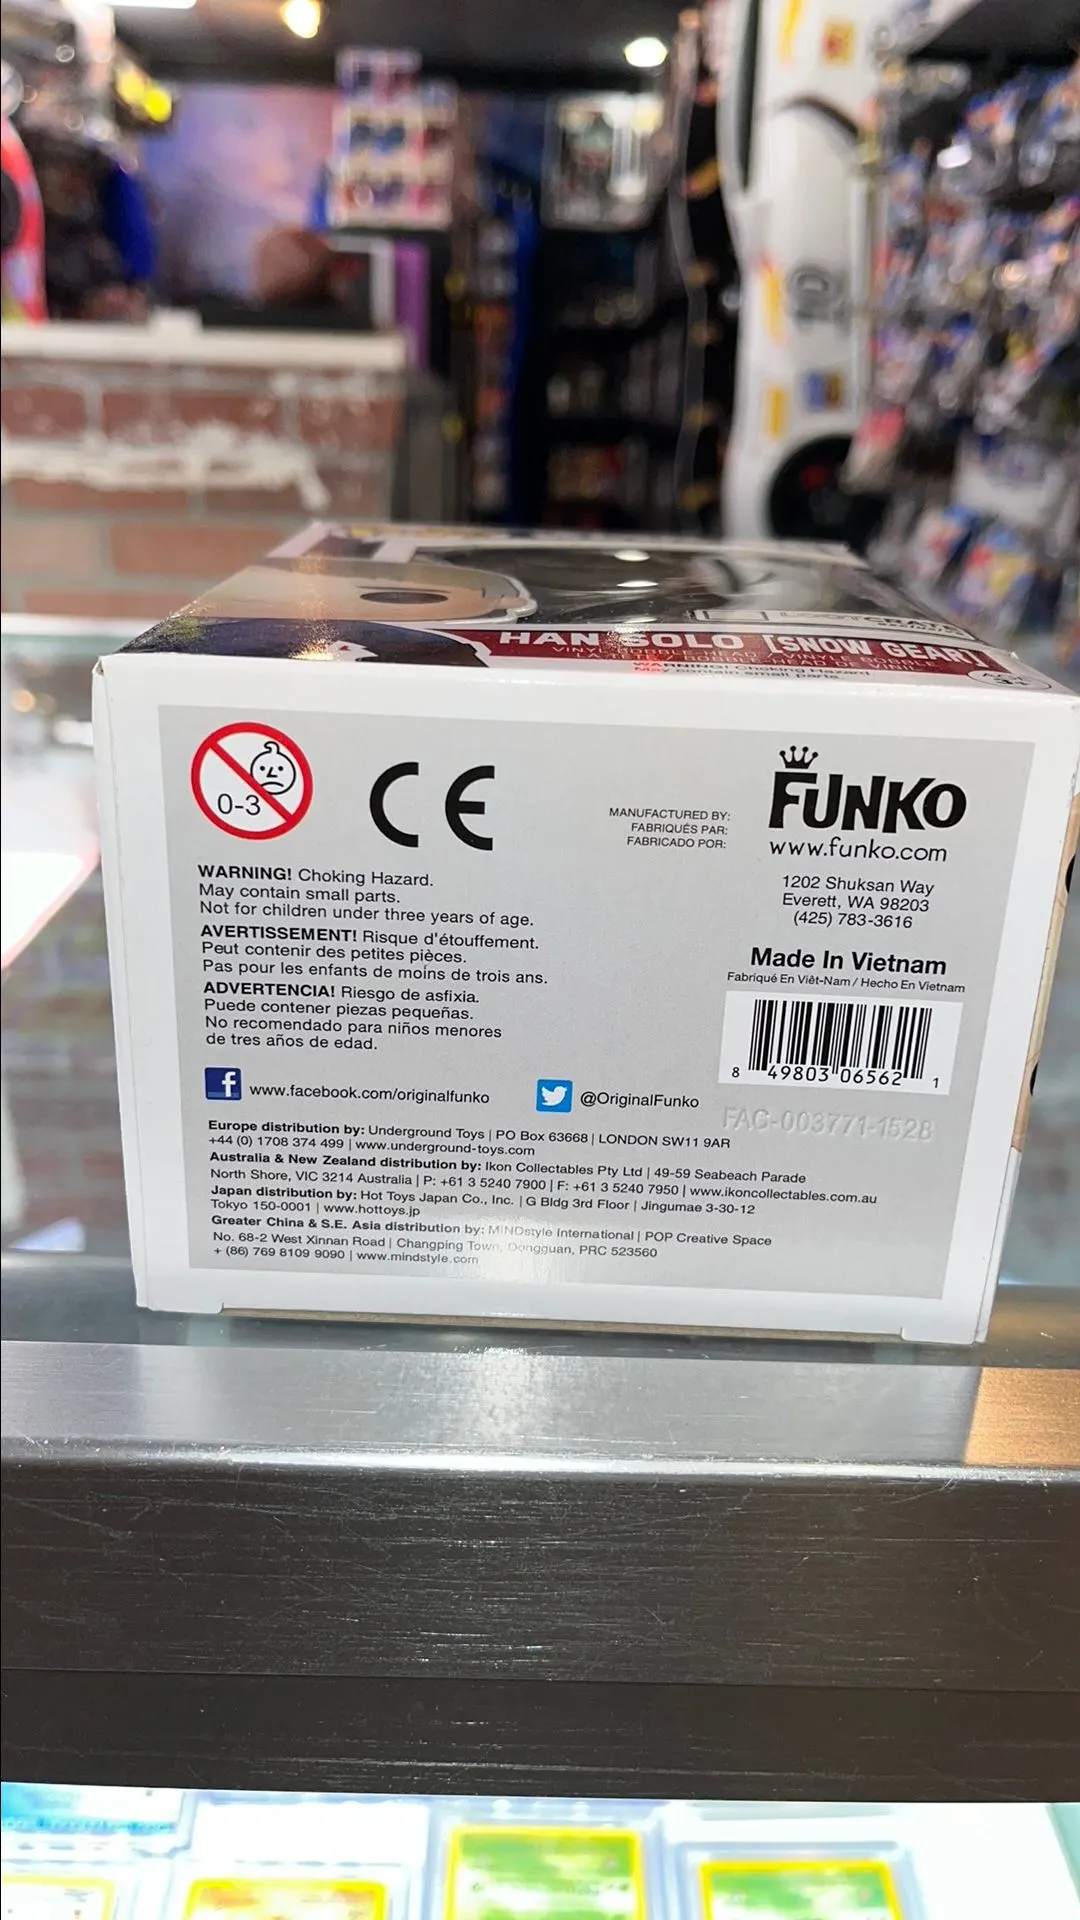 HAN SOLO [SNOW GEAR]
WARNING! Choking Hazard
May contain small parts.
0-3
CE
MANUFACTURED BY:
FABRIQUÉS PAR:
FABRICADO POR:
FUNKO
www.funko.com
1202 Shuksan Way
Everett, WA 98203
(425) 783-3616
WARNING! Choking Hazard.
May contain small parts.
Not for children under three years of age.
AVERTISSEMENT! Risque d'étouffement.
Peut contenir des petites pièces.
Pas pour les enfants de moins de trois ans.
ADVERTENCIA! Riesgo de asfixia.
Puede contener piezas pequeñas.
No recomendado para niños menores
de tres años de edad.
Made In Vietnam
Fabriqué En Viêt-Nam / Hecho En Vietnam
8 49803 06562 1
FAC-003771-1528
f www.facebook.com/originalfunko
@OriginalFunko
Europe distribution by: Underground Toys | PO Box 63668 | LONDON SW11 9AR
+44 (0) 1708 374 499 | www.underground-toys.com
Australia & New Zealand distribution by: Ikon Collectables Pty Ltd | 49-59 Seabeach Parade
North Shore, VIC 3214 Australia | P: +61 3 5240 7900 | F: +61 3 5240 7950 | www.ikoncollectables.com.au
Japan distribution by: Hot Toys Japan Co., Inc. | G Bldg 3rd Floor | Jingumae 3-30-12
Tokyo 150-0001 | www.hottoys.jp
Greater China & S.E. Asia distribution by: MINDstyle International | POP Creative Space
No. 68-2 West Xinnan Road | Changping Town, Dongguan, PRC 523560
+ (86) 769 8109 9090 | www.mindstyle.com